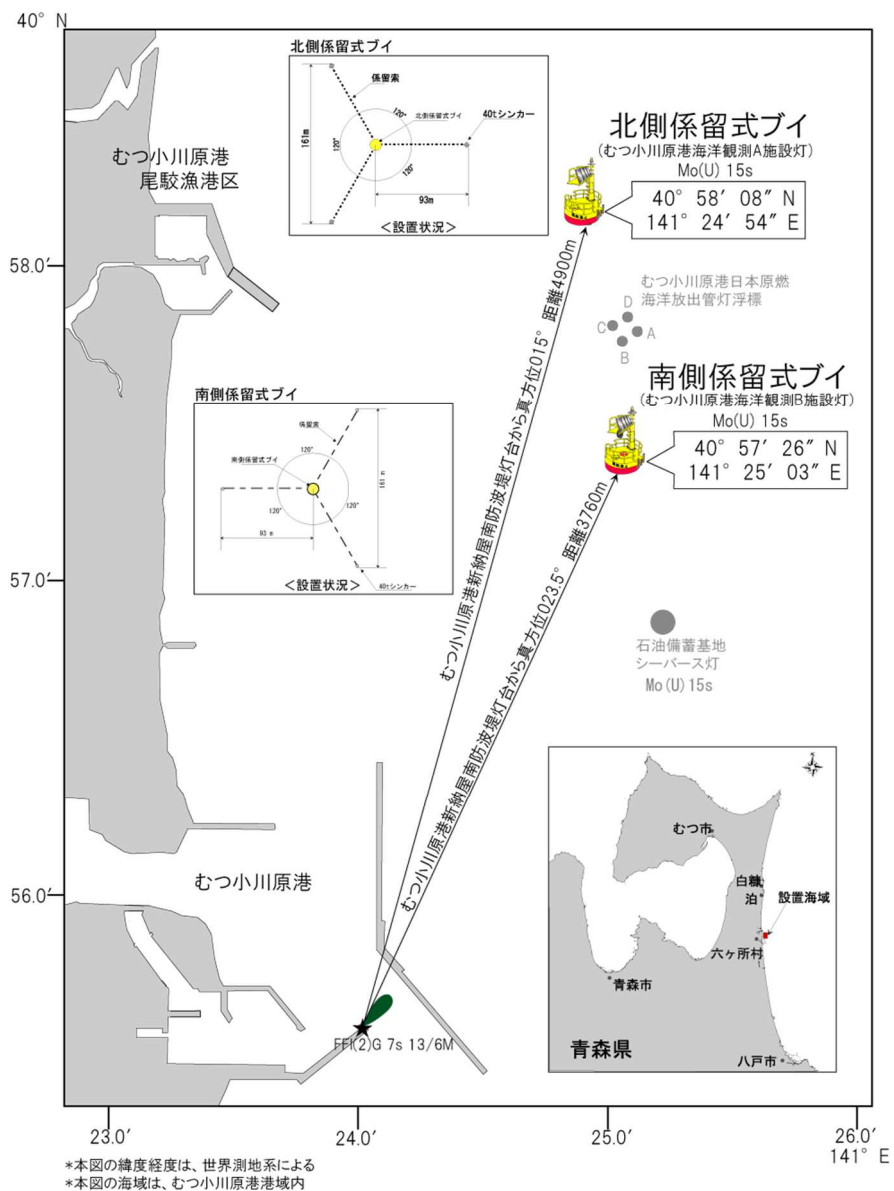 40° N
北側係留式ブイ
係留索
120°
北側係留式ブイ
40tシンカー
161m
120°
120°
93m
<設置状況>
むつ小川原港
尾駮漁港区
北側係留式ブイ
(むつ小川原港海洋観測A施設灯)
Mo(U) 15s
40° 58′ 08″ N
141° 24′ 54″ E
58.0′
むつ小川原港日本原燃
海洋放出管灯浮標
D
C
A
B
南側係留式ブイ
(むつ小川原港海洋観測B施設灯)
Mo(U) 15s
40° 57′ 26″ N
141° 25′ 03″ E
南側係留式ブイ
係留索
120°
南側係留式ブイ
161 m
120°
120°
93 m
<設置状況>
40tシンカー
むつ小川原港新納屋南防波堤灯台から真方位015° 距離4900m
むつ小川原港新納屋南防波堤灯台から真方位023.5° 距離3760m
57.0′
石油備蓄基地
シーバース灯
Mo(U)15s
むつ市
白糠
泊
設置海域
六ヶ所村
青森市
青森県
八戸市
56.0′
むつ小川原港
FFl(2)G 7s 13/6M
23.0′
24.0′
25.0′
26.0′
141° E
*本図の緯度経度は、世界測地系による
*本図の海域は、むつ小川原港港域内